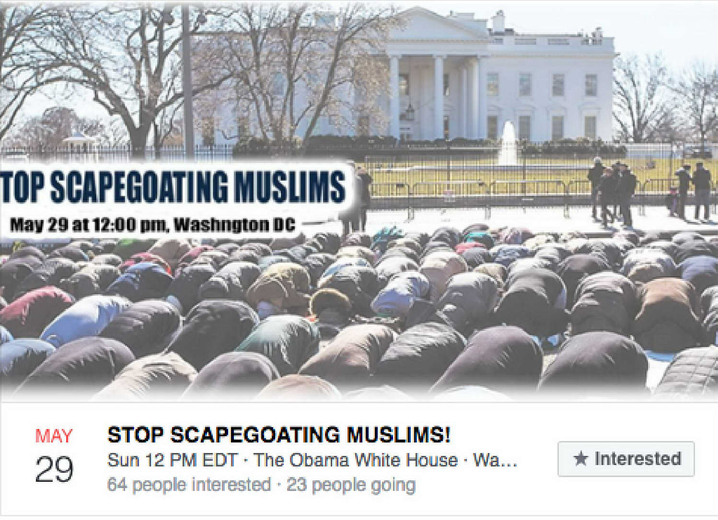 TOP SCAPEGOATING MUSLIMS
May 29 at 12:00 pm, Washngton DC
MAY
STOP SCAPEGOATING MUSLIMS!
29
Sun 12 PM EDT · The Obama White House · Wa...
★ Interested
64 people interested · 23 people going